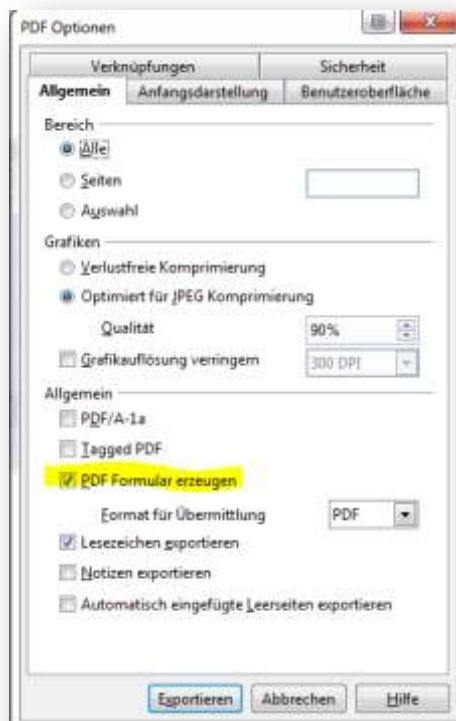 PDF Optionen
Verknüpfungen Sicherheit
Allgemein Anfangsdarstellung Benutzeroberfläche
Bereich
Alle
Seiten
Auswahl
Grafiken
Verlustfreie Komprimierung
Optimiert für JPEG Komprimierung
Qualität 90%
Grafikauflösung verringern 300 DPI
Allgemein
PDF/A-1a
Tagged PDF
PDF Formular erzeugen
Format für Übermittlung PDF
Lesezeichen exportieren
Notizen exportieren
Automatisch eingefügte Leerseiten exportieren
Exportieren Abbrechen Hilfe